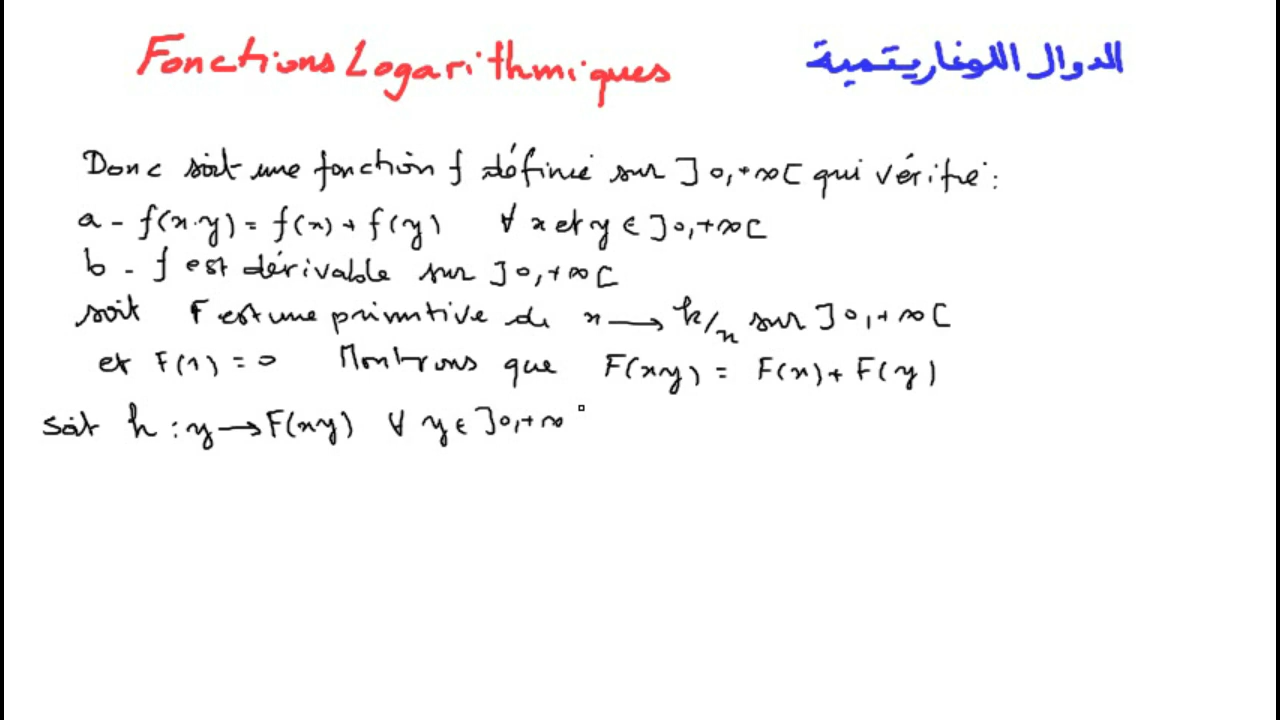 Fonctions Logarithmiques الدوال اللوغاريتمية
Donc soit une fonction f définie sur ]0,+∞[ qui vérifie :
a - f(x.y) = f(x) + f(y) ∀ x et y ∈ ]0,+∞[
b - f est dérivable sur ]0,+∞[
soit F est une primitive de x → k/x sur ]0,+∞[
et F(1) = 0 Montrons que F(xy) = F(x) + F(y)
soit h : y → F(xy) ∀ y ∈ ]0,+∞